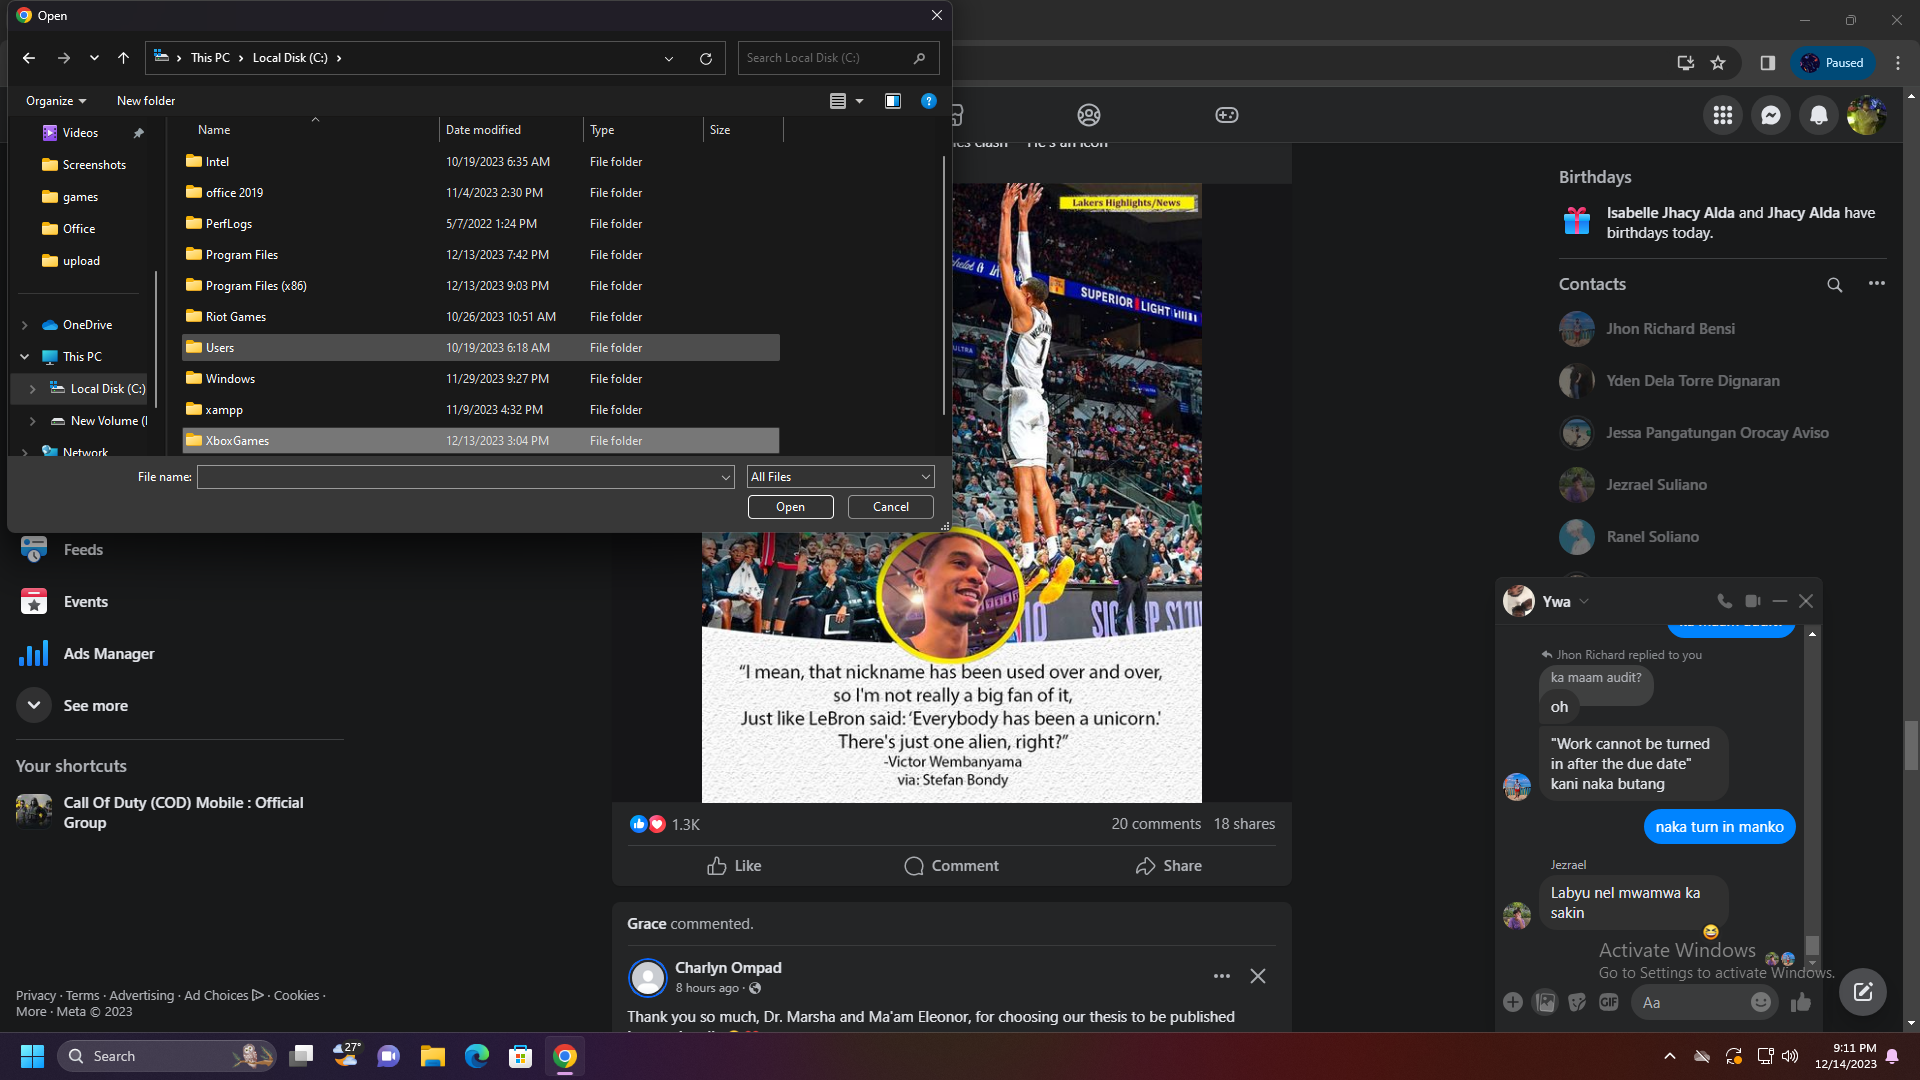 Open
This PC
Local Disk (C:)
Search Local Disk (C:)
Paused
Organize
New folder
Videos
Screenshots
games
Office
upload
OneDrive
This PC
Local Disk (C:)
New Volume (
Network
Name
Date modified
Type
Size
Intel 10/19/2023 6:35 AM File folder
office 2019 11/4/2023 2:30 PM File folder
PerfLogs 5/7/2022 1:24 PM File folder
Program Files 12/13/2023 7:42 PM File folder
Program Files (x86) 12/13/2023 9:03 PM File folder
Riot Games 10/26/2023 10:51 AM File folder
Users 10/19/2023 6:18 AM File folder
Windows 11/29/2023 9:27 PM File folder
xampp 11/9/2023 4:32 PM File folder
XboxGames 12/13/2023 3:04 PM File folder
File name:
All Files
Open
Cancel
Feeds
Events
Ads Manager
See more
Your shortcuts
Call Of Duty (COD) Mobile : Official
Group
Privacy · Terms · Advertising · Ad Choices · Cookies ·
More · Meta © 2023
He's an icon
Lakers Highlights/News
SUPERIOR LIGHT
ULTRA
“I mean, that nickname has been used over and over,
so I'm not really a big fan of it,
Just like LeBron said: ‘Everybody has been a unicorn.'
There's just one alien, right?”
-Victor Wembanyama
via: Stefan Bondy
1.3K
20 comments 18 shares
Like
Comment
Share
Grace commented.
Charlyn Ompad
8 hours ago ·
Thank you so much, Dr. Marsha and Ma'am Eleonor, for choosing our thesis to be published
Birthdays
Isabelle Jhacy Alda and Jhacy Alda have
birthdays today.
Contacts
Jhon Richard Bensi
Yden Dela Torre Dignaran
Jessa Pangatungan Orocay Aviso
Jezrael Suliano
Ranel Soliano
Ywa
ka maam audit?
Jhon Richard replied to you
ka maam audit?
oh
"Work cannot be turned
in after the due date"
kani naka butang
naka turn in manko
Jezrael
Labyu nel mwamwa ka
sakin
Activate Windows
Go to Settings to activate Windows.
GIF
Aa
Search
27°
9:11 PM
12/14/2023